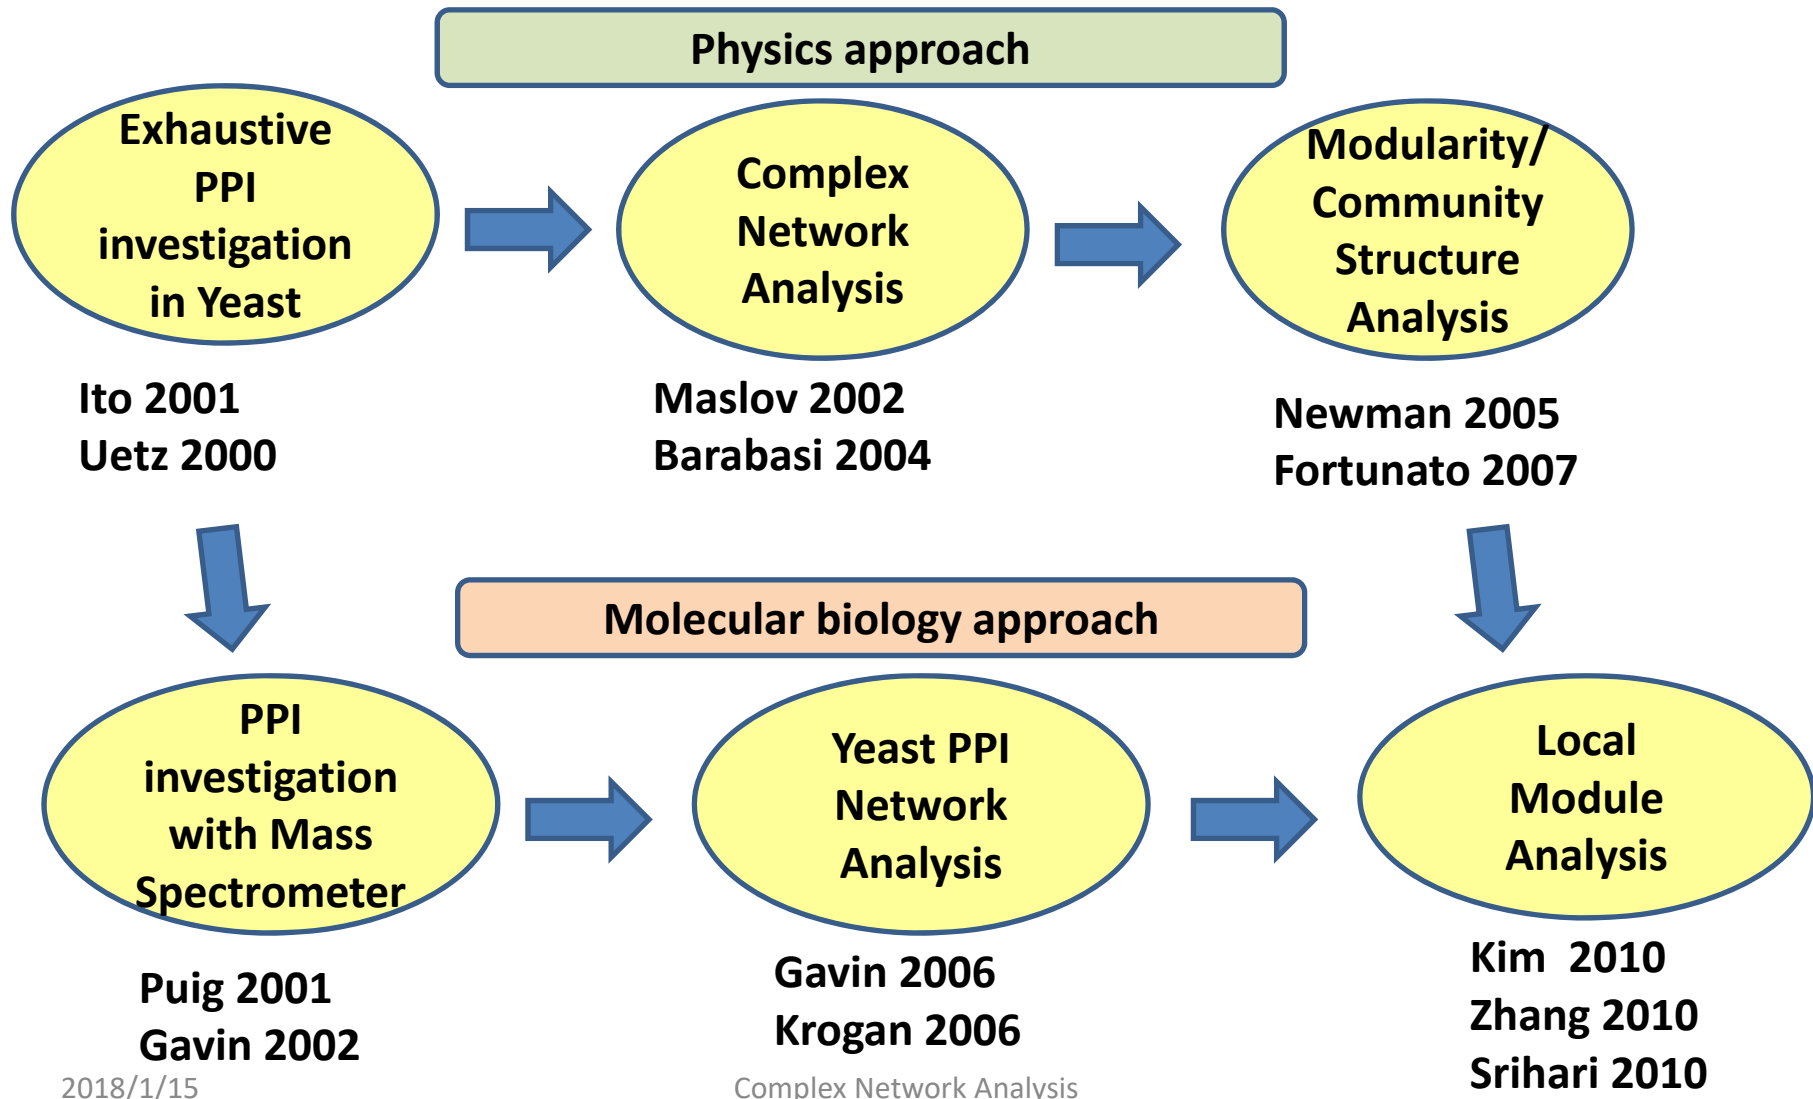 Physics approach
Exhaustive
PPI
investigation
in Yeast
Complex
Network
Analysis
Modularity/
Community
Structure
Analysis
Ito 2001
Uetz 2000
Maslov 2002
Barabasi 2004
Newman 2005
Fortunato 2007
Molecular biology approach
PPI
investigation
with Mass
Spectrometer
Yeast PPI
Network
Analysis
Local
Module
Analysis
Puig 2001
Gavin 2002
Gavin 2006
Krogan 2006
Kim  2010
Zhang 2010
Srihari 2010
2018/1/15
Complex Network Analysis